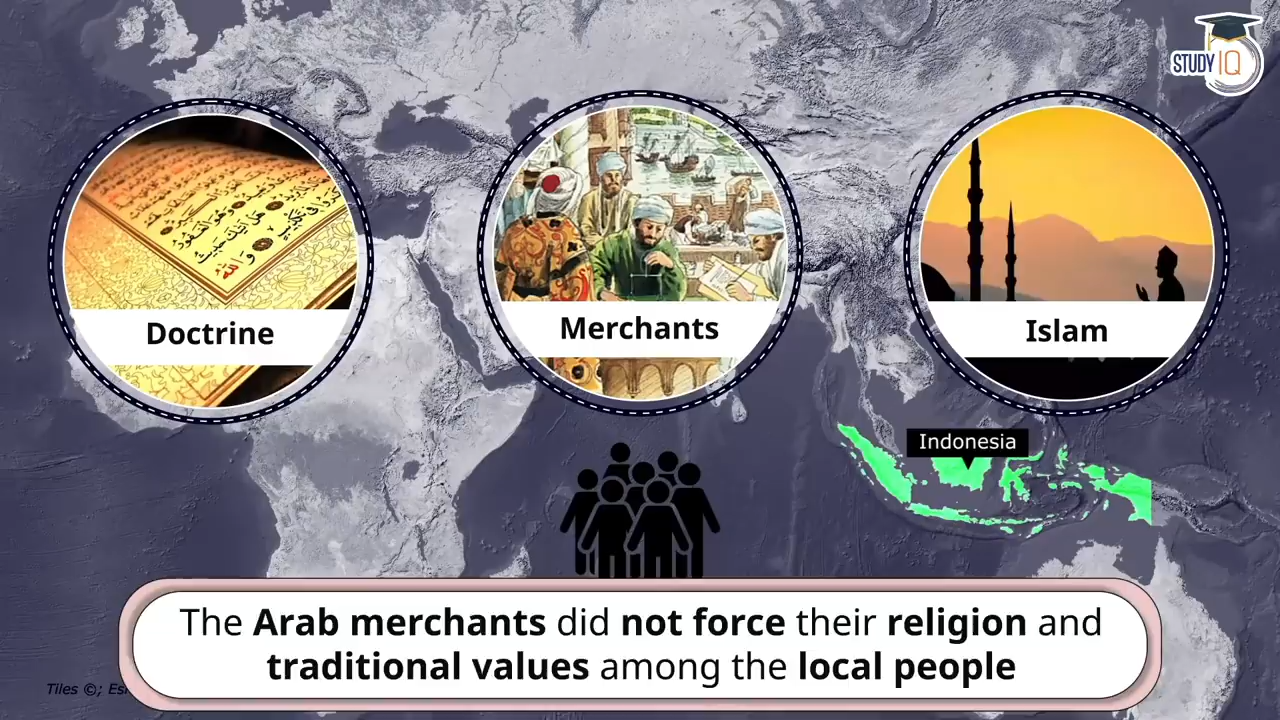 STUDY IQ
Doctrine
Merchants
Islam
Indonesia
The Arab merchants did not force their religion and
traditional values among the local people
Tiles ©; Esr